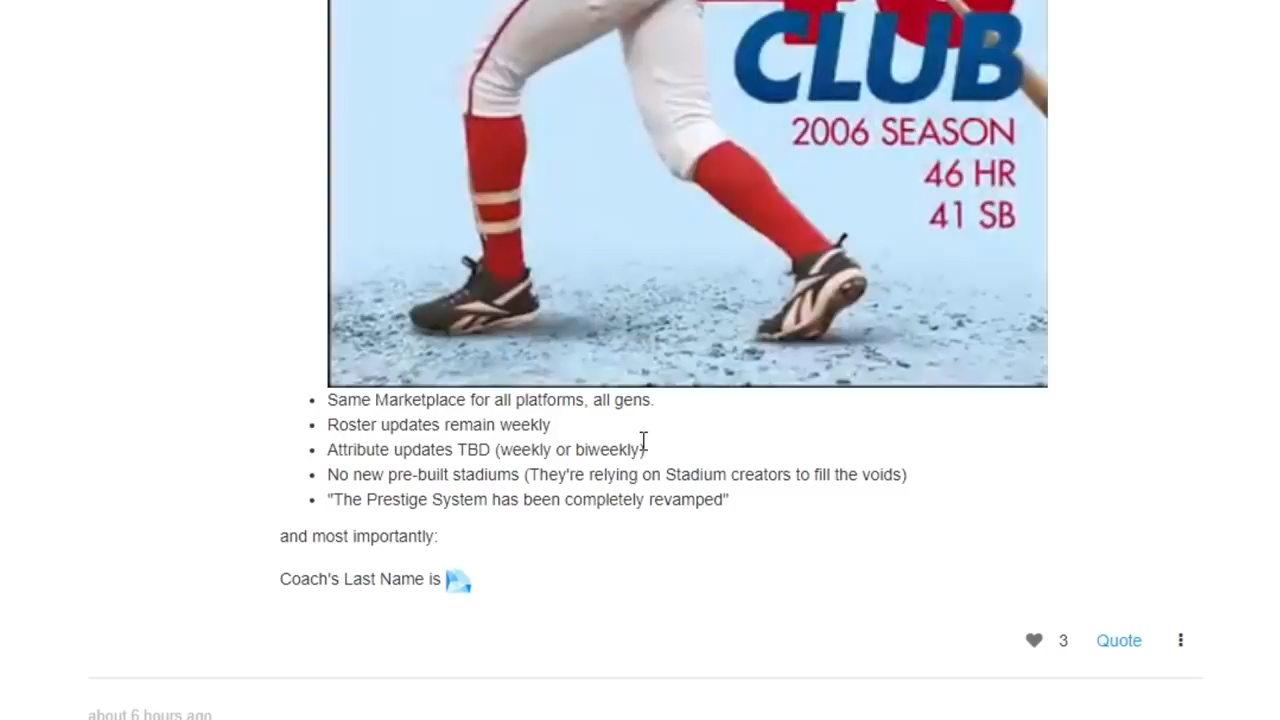 CLUB
2006 SEASON
46 HR
41 SB
Same Marketplace for all platforms, all gens.
Roster updates remain weekly
Attribute updates TBD (weekly or biweekly)
No new pre-built stadiums (They're relying on Stadium creators to fill the voids)
"The Prestige System has been completely revamped"
and most importantly:
Coach's Last Name is
3 Quote
about 6 hours ago